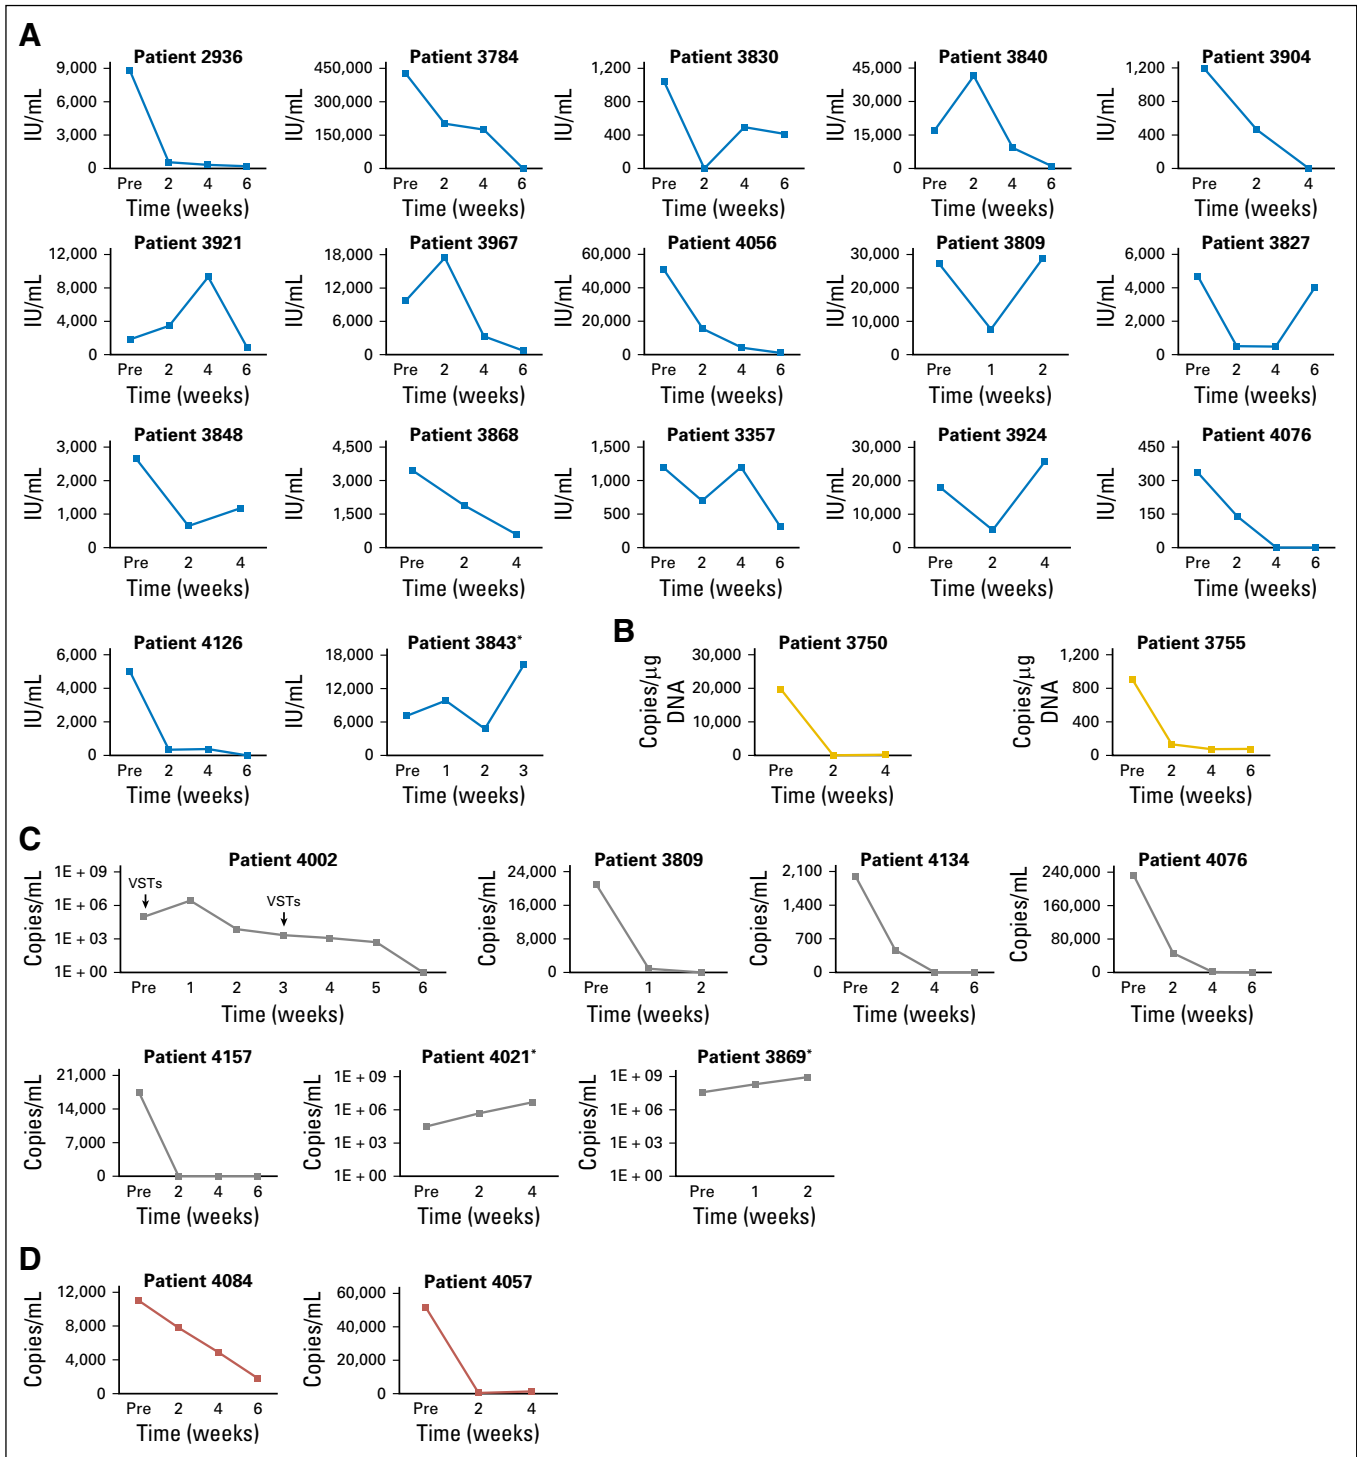 A
Patient 2936
9,000
6,000
3,000
0
IU/mL
Pre 2 4 6
Time (weeks)
Patient 3784
450,000
300,000
150,000
0
IU/mL
Pre 2 4 6
Time (weeks)
Patient 3830
1,200
800
400
0
IU/mL
Pre 2 4 6
Time (weeks)
Patient 3840
45,000
30,000
15,000
0
IU/mL
Pre 2 4 6
Time (weeks)
Patient 3904
1,200
800
400
0
IU/mL
Pre 2 4
Time (weeks)
Patient 3921
12,000
8,000
4,000
0
IU/mL
Pre 2 4 6
Time (weeks)
Patient 3967
18,000
12,000
6,000
0
IU/mL
Pre 2 4 6
Time (weeks)
Patient 4056
60,000
40,000
20,000
0
IU/mL
Pre 2 4 6
Time (weeks)
Patient 3809
30,000
20,000
10,000
0
IU/mL
Pre 1 2
Time (weeks)
Patient 3827
6,000
4,000
2,000
0
IU/mL
Pre 2 4 6
Time (weeks)
Patient 3848
3,000
2,000
1,000
0
IU/mL
Pre 2 4
Time (weeks)
Patient 3868
4,500
3,000
1,500
0
IU/mL
Pre 2 4
Time (weeks)
Patient 3357
1,500
1,000
500
0
IU/mL
Pre 2 4 6
Time (weeks)
Patient 3924
30,000
20,000
10,000
0
IU/mL
Pre 2 4
Time (weeks)
Patient 4076
450
300
150
0
IU/mL
Pre 2 4 6
Time (weeks)
Patient 4126
6,000
4,000
2,000
0
IU/mL
Pre 2 4 6
Time (weeks)
Patient 3843*
18,000
12,000
6,000
0
IU/mL
Pre 1 2 3
Time (weeks)
B
Patient 3750
30,000
20,000
10,000
0
Copies/µg
DNA
Pre 2 4
Time (weeks)
Patient 3755
1,200
800
400
0
Copies/µg
DNA
Pre 2 4 6
Time (weeks)
C
Patient 4002
1E + 09
1E + 06
1E + 03
1E + 00
Copies/mL
VSTs
VSTs
Pre 1 2 3 4 5 6
Time (weeks)
Patient 3809
24,000
16,000
8,000
0
Copies/mL
Pre 1 2
Time (weeks)
Patient 4134
2,100
1,400
700
0
Copies/mL
Pre 2 4 6
Time (weeks)
Patient 4076
240,000
160,000
80,000
0
Copies/mL
Pre 2 4 6
Time (weeks)
Patient 4157
21,000
14,000
7,000
0
Copies/mL
Pre 2 4 6
Time (weeks)
Patient 4021*
1E + 09
1E + 06
1E + 03
1E + 00
Copies/mL
Pre 2 4
Time (weeks)
Patient 3869*
1E + 09
1E + 06
1E + 03
1E + 00
Copies/mL
Pre 1 2
Time (weeks)
D
Patient 4084
12,000
8,000
4,000
0
Copies/mL
Pre 2 4 6
Time (weeks)
Patient 4057
60,000
40,000
20,000
0
Copies/mL
Pre 2 4
Time (weeks)